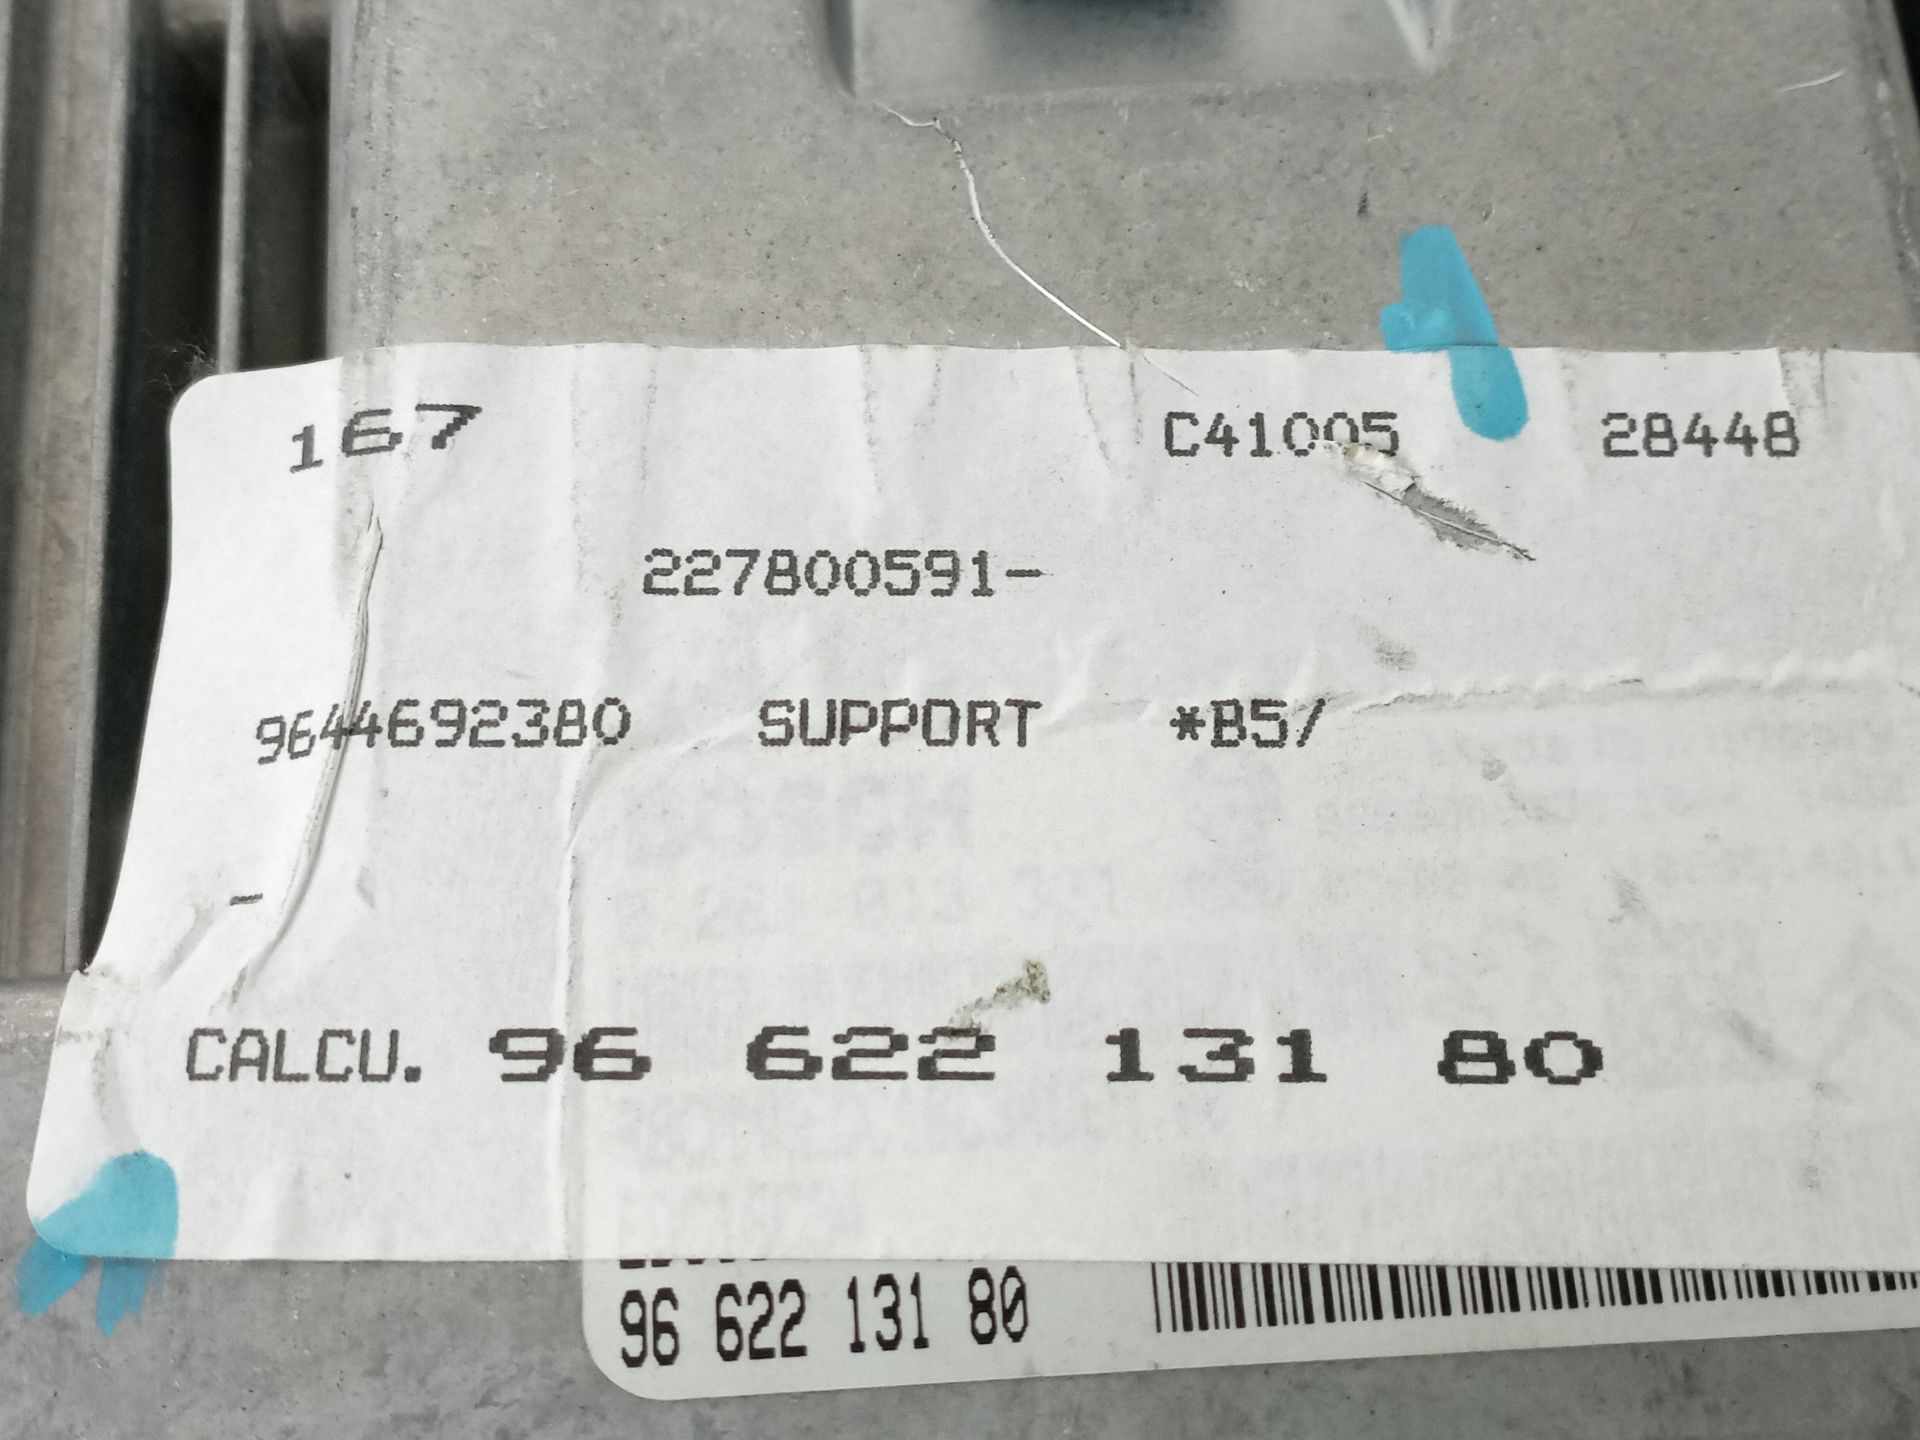 167 C41005 28448
227800591-
9644692380 SUPPORT *B5/
-
CALCU. 96 622 131 80
96 622 131 80